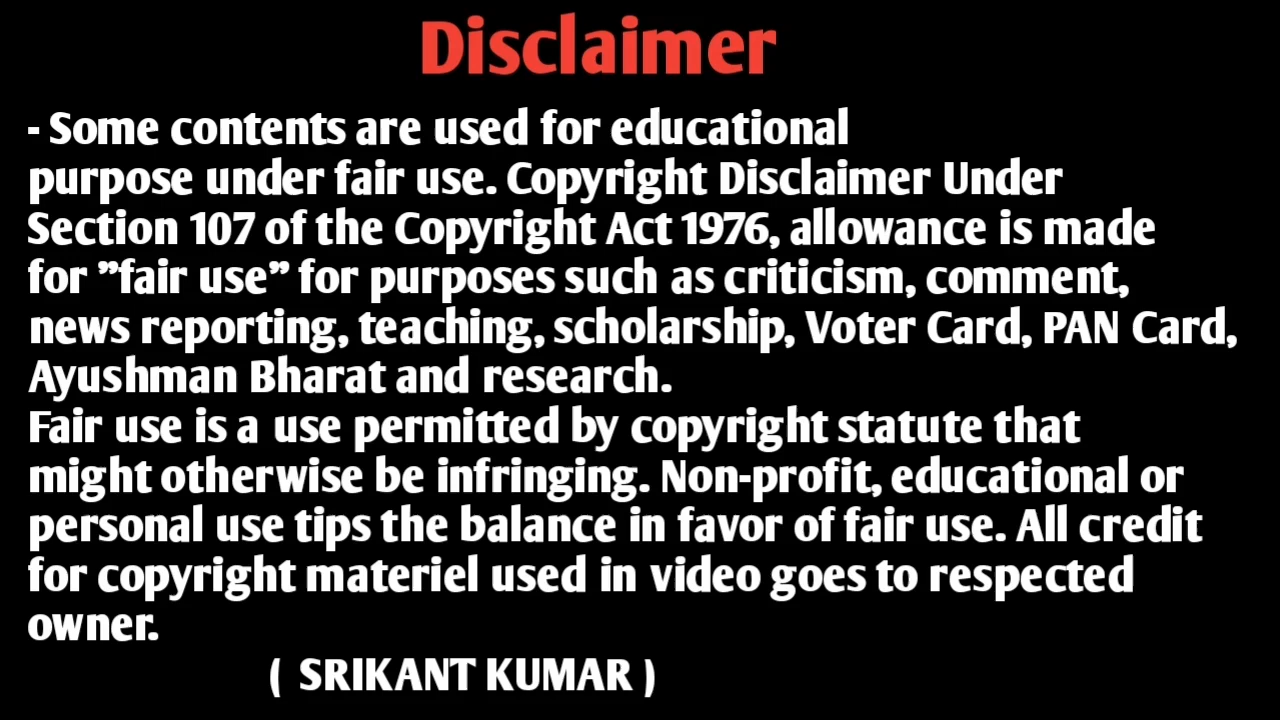 Disclaimer
- Some contents are used for educational
purpose under fair use. Copyright Disclaimer Under
Section 107 of the Copyright Act 1976, allowance is made
for ”fair use” for purposes such as criticism, comment,
news reporting, teaching, scholarship, Voter Card, PAN Card,
Ayushman Bharat and research.
Fair use is a use permitted by copyright statute that
might otherwise be infringing. Non-profit, educational or
personal use tips the balance in favor of fair use. All credit
for copyright materiel used in video goes to respected
owner.
( SRIKANT KUMAR )